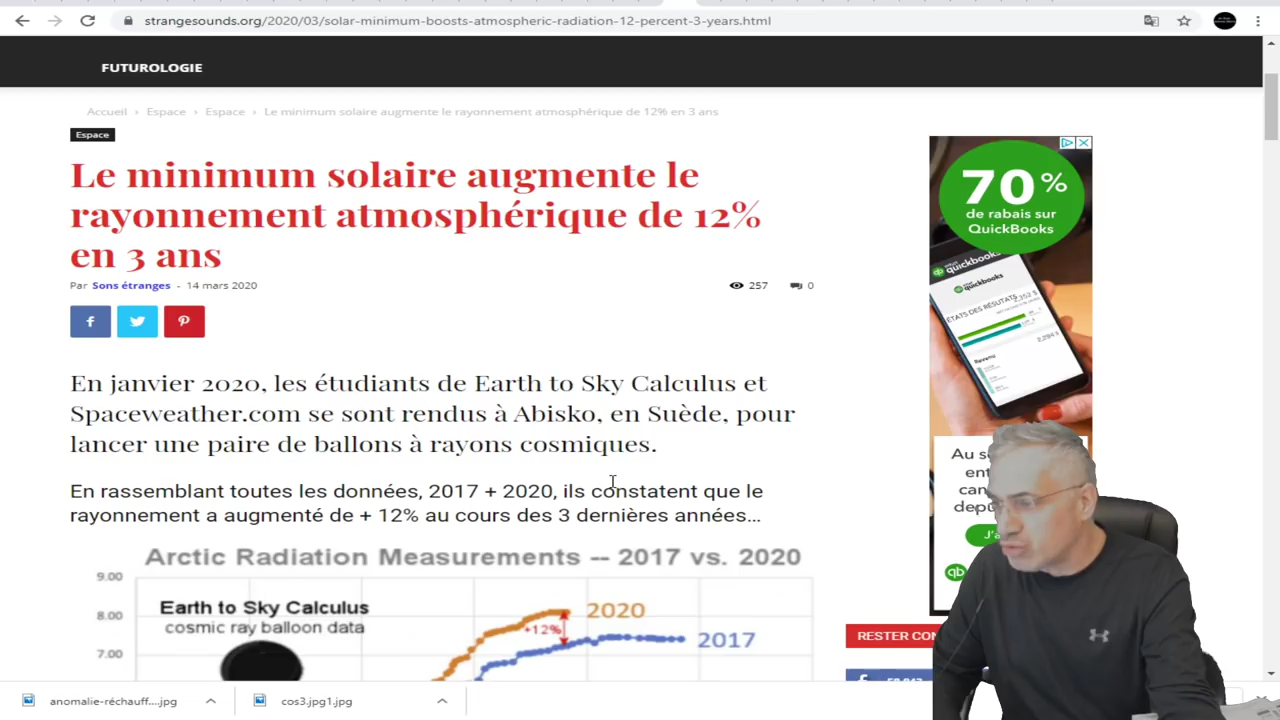 strangesounds.org/2020/03/solar-minimum-boosts-atmospheric-radiation-12-percent-3-years.html
FUTUROLOGIE
Accueil › Espace › Espace › Le minimum solaire augmente le rayonnement atmosphérique de 12% en 3 ans
Espace
Le minimum solaire augmente le
rayonnement atmosphérique de 12%
en 3 ans
Par Sons étranges - 14 mars 2020
257
0
En janvier 2020, les étudiants de Earth to Sky Calculus et
Spaceweather.com se sont rendus à Abisko, en Suède, pour
lancer une paire de ballons à rayons cosmiques.
En rassemblant toutes les données, 2017 + 2020, ils constatent que le
rayonnement a augmenté de + 12% au cours des 3 dernières années…
Arctic Radiation Measurements -- 2017 vs. 2020
9.00
8.00
7.00
Earth to Sky Calculus
cosmic ray balloon data
2020
+12%
2017
70%
de rabais sur
QuickBooks
quickbooks
quickbooks
ÉTATS DES RÉSULTATS
Au
RESTER
qb
anomalie-réchauff....jpg
cos3.jpg1.jpg